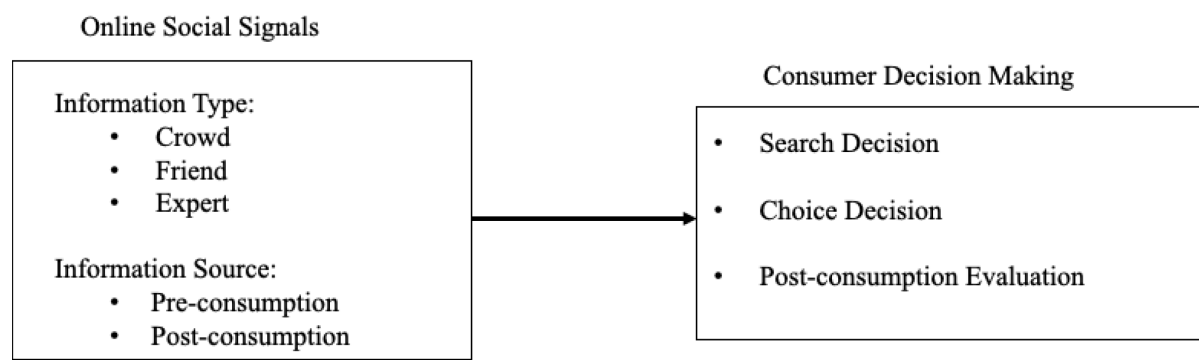 Online Social Signals
Information Type:
• Crowd
• Friend
• Expert
Information Source:
• Pre-consumption
• Post-consumption
Consumer Decision Making
• Search Decision
• Choice Decision
• Post-consumption Evaluation